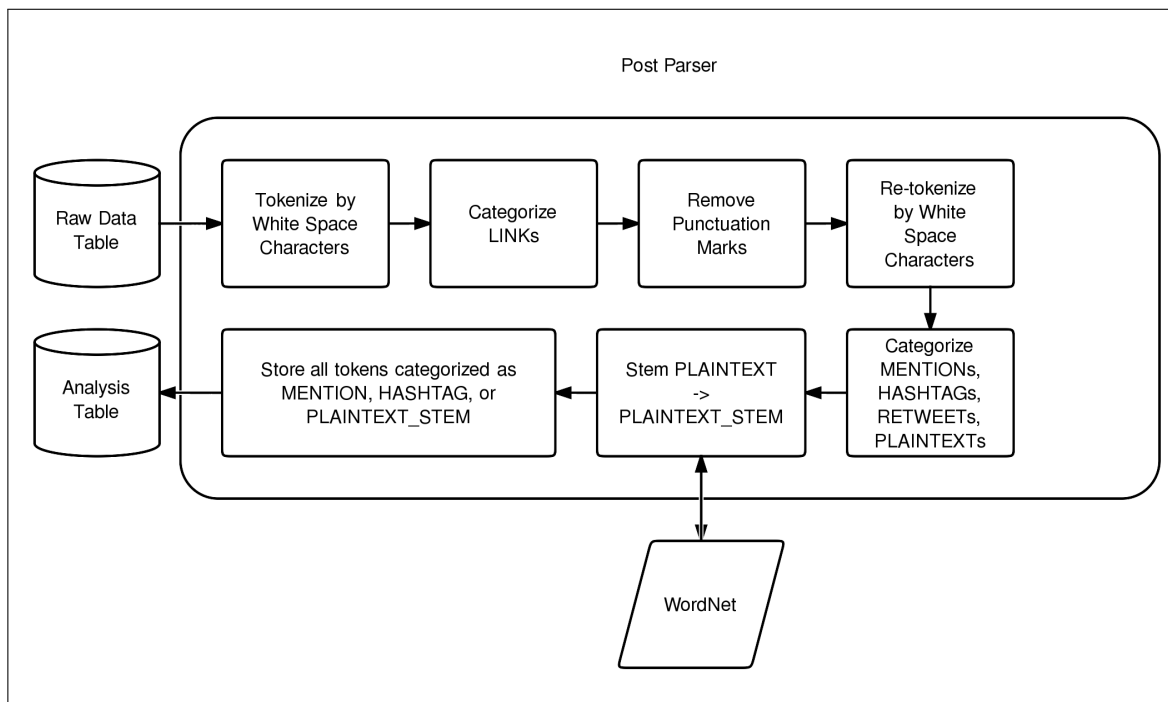 Post Parser
Raw Data
Table
Tokenize by
White Space
Characters
Categorize
LINKs
Remove
Punctuation
Marks
Re-tokenize
by White
Space
Characters
Categorize
MENTIONs,
HASHTAGs,
RETWEETs,
PLAINTEXTs
Stem PLAINTEXT
->
PLAINTEXT_STEM
Store all tokens categorized as
MENTION, HASHTAG, or
PLAINTEXT_STEM
Analysis
Table
WordNet